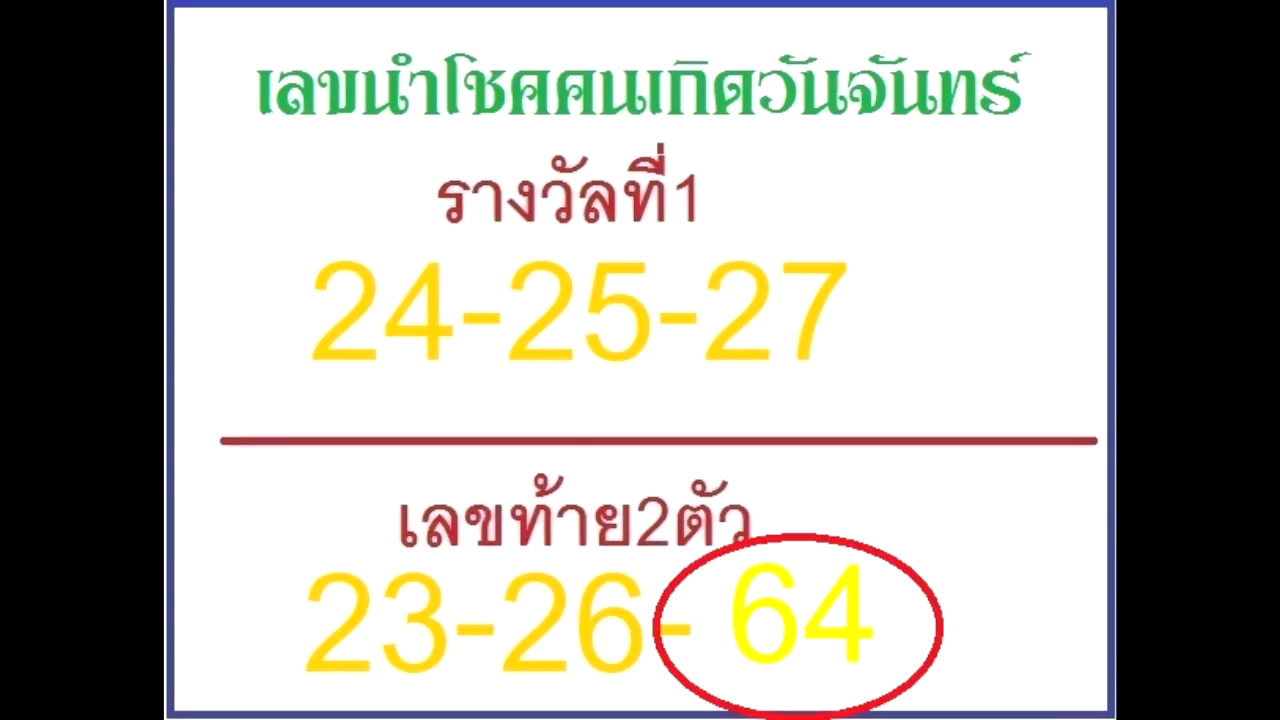 เลขนำโชคคนเกิดวันจันทร์
รางวัลที่1
24-25-27
เลขท้าย2ตัว
23-26- 64